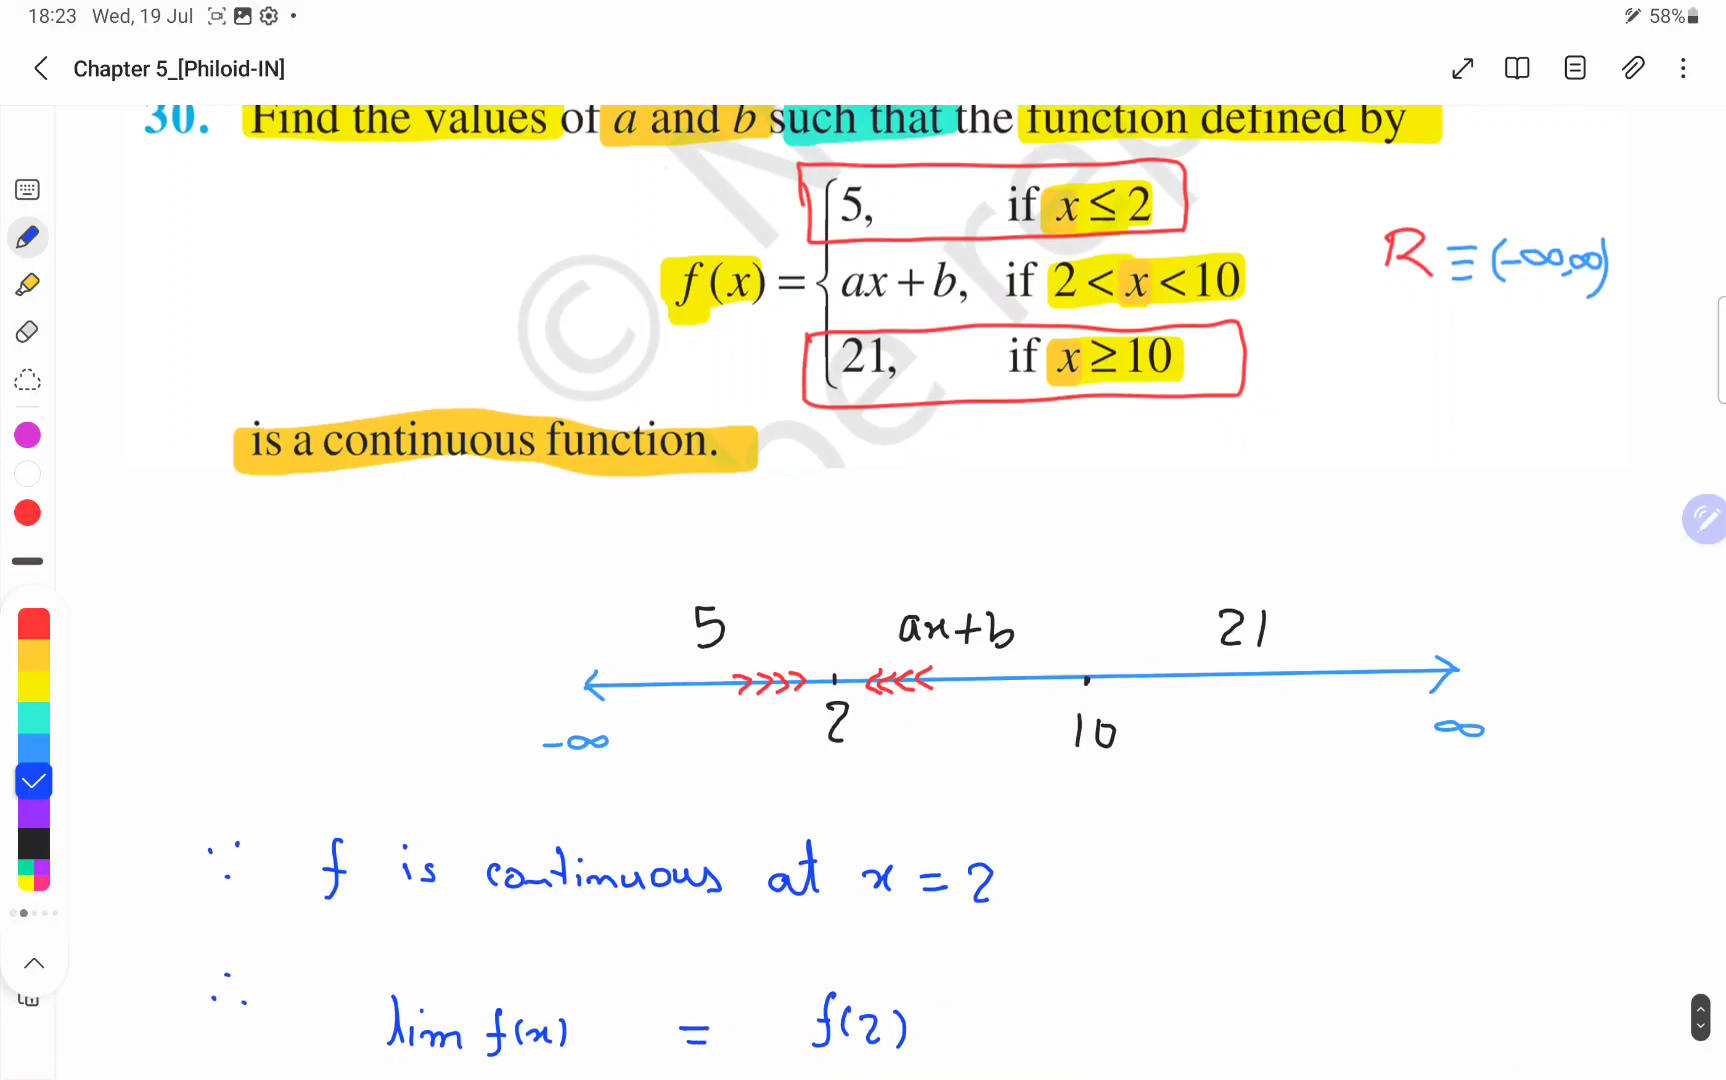 18:23 Wed, 19 Jul 58%
Chapter 5_[Philoid-IN]
30. Find the values of a and b such that the function defined by
f(x) = { 5, if x ≤ 2
ax + b, if 2 < x < 10
21, if x ≥ 10
R ≡ (-∞,∞)
is a continuous function.
5 ax+b 21
-∞ 2 10 ∞
∵ f is continuous at x = 2
∴ lim f(x) = f(2)